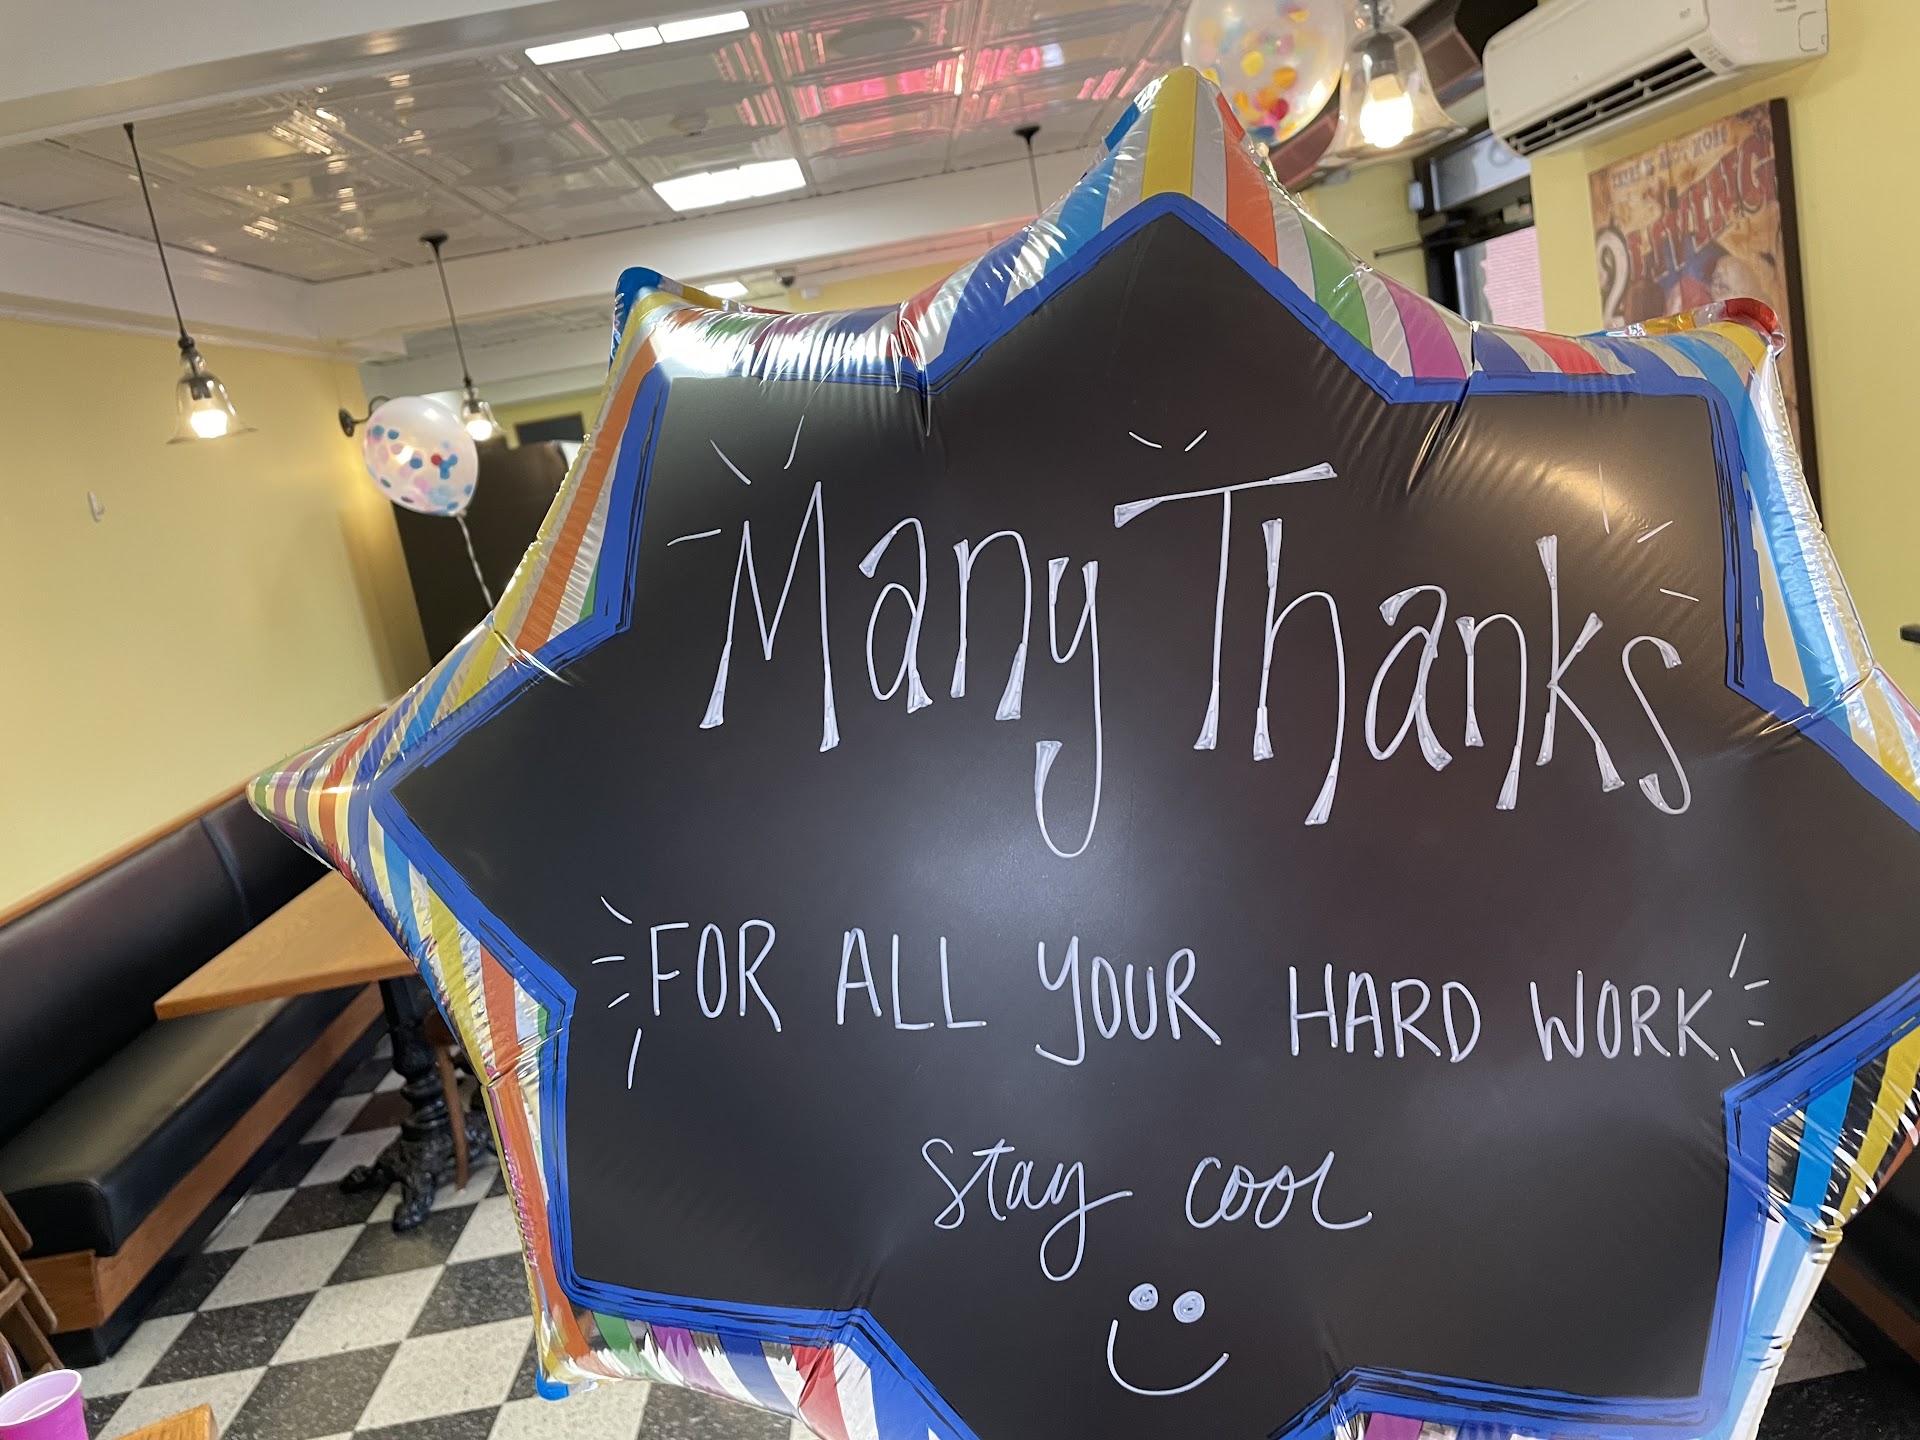 Many Thanks
FOR ALL YOUR HARD WORK
stay cool